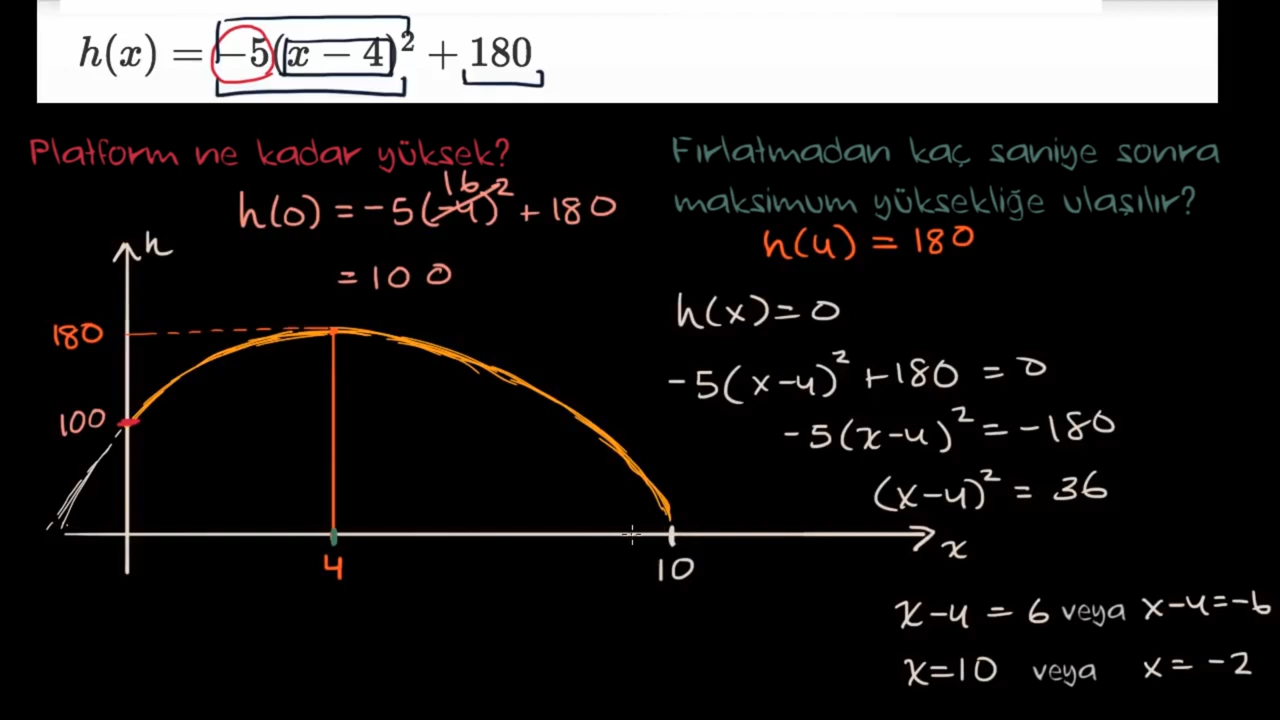 h(x) = −5(x − 4)² + 180
Platform ne kadar yüksek?
h(0) = -5(-4)² + 180
16
= 100
Fırlatmadan kaç saniye sonra
maksimum yüksekliğe ulaşılır?
h(4) = 180
h(x) = 0
-5(x-4)² + 180 = 0
-5(x-4)² = -180
(x-4)² = 36
x-4 = 6 veya x-4 = -6
x=10 veya x = -2
h
180
100
4
10
x